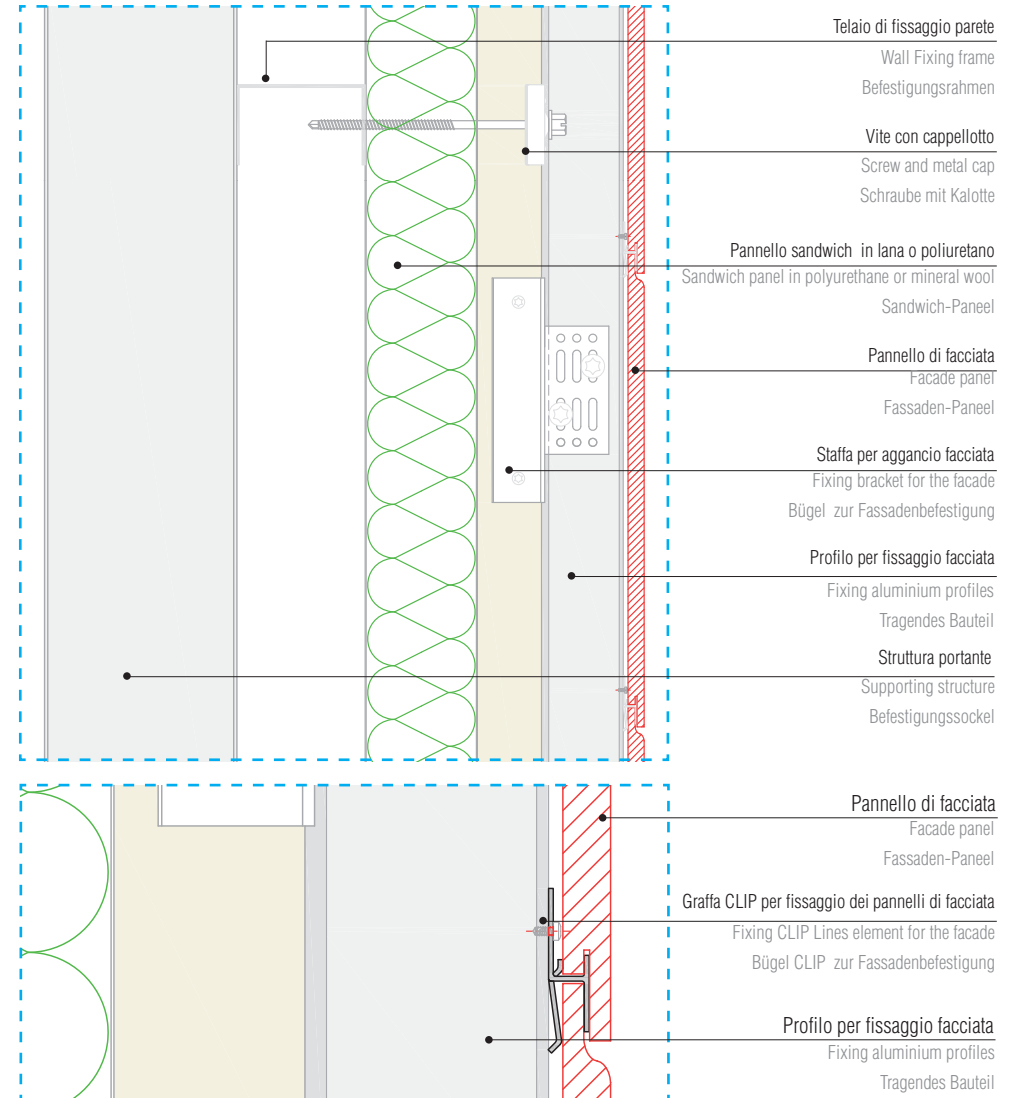 Telaio di fissaggio parete
Wall Fixing frame
Befestigungsrahmen
Vite con cappellotto
Screw and metal cap
Schraube mit Kalotte
Pannello sandwich in lana o poliuretano
Sandwich panel in polyurethane or mineral wool
Sandwich-Paneel
Pannello di facciata
Facade panel
Fassaden-Paneel
Staffa per aggancio facciata
Fixing bracket for the facade
Bügel zur Fassadenbefestigung
Profilo per fissaggio facciata
Fixing aluminium profiles
Tragendes Bauteil
Struttura portante
Supporting structure
Befestigungssockel
Pannello di facciata
Facade panel
Fassaden-Paneel
Graffa CLIP per fissaggio dei pannelli di facciata
Fixing CLIP Lines element for the facade
Bügel CLIP zur Fassadenbefestigung
Profilo per fissaggio facciata
Fixing aluminium profiles
Tragendes Bauteil